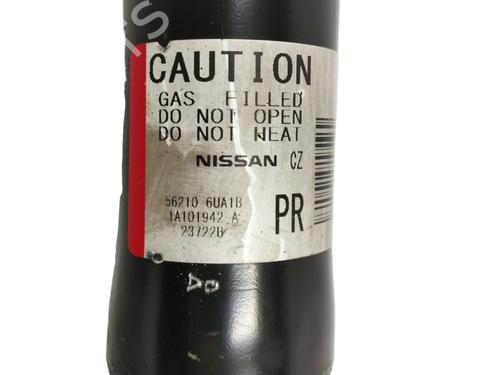 CAUTION
GAS FILLED
DO NOT OPEN
DO NOT HEAT
NISSAN CZ
56210 6UA1B
1A101942 A
PR
23722B